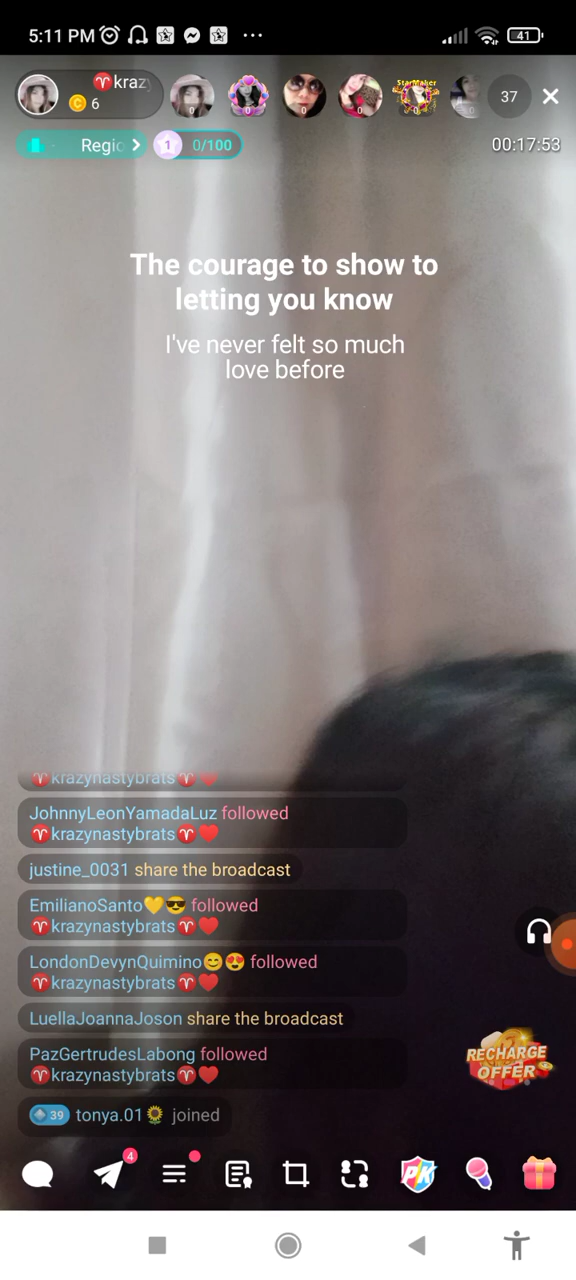 5:11 PM
41
kraz
6
StarMaker
37
Regio
1
0/100
00:17:53
The courage to show to
letting you know
I've never felt so much
love before
krazynastybrats
JohnnyLeonYamadaLuz followed
krazynastybrats
justine_0031 share the broadcast
EmilianoSanto💛😎 followed
krazynastybrats
LondonDevynQuimino😊😍 followed
krazynastybrats
LuellaJoannaJoson share the broadcast
PazGertrudesLabong followed
krazynastybrats
39 tonya.01🌻 joined
RECHARGE
OFFER
4
PK